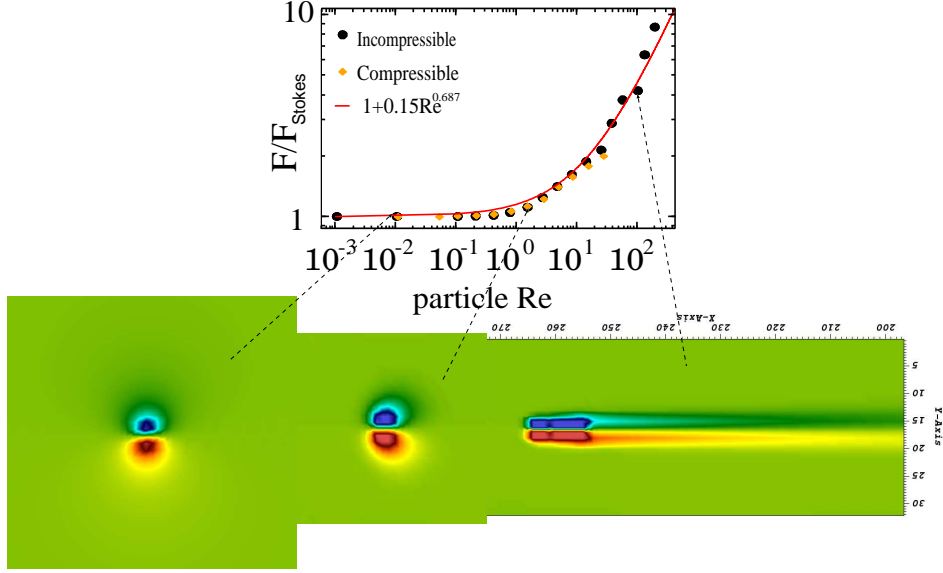 10
Incompressible
Compressible
1+0.15Re^0.687
F/F_Stokes
1
10^-3 10^-2 10^-1 10^0 10^1 10^2
particle Re
270 260 250 240 230 220 210 200
X-Axis
5
10
15
20
25
30
Y-Axis